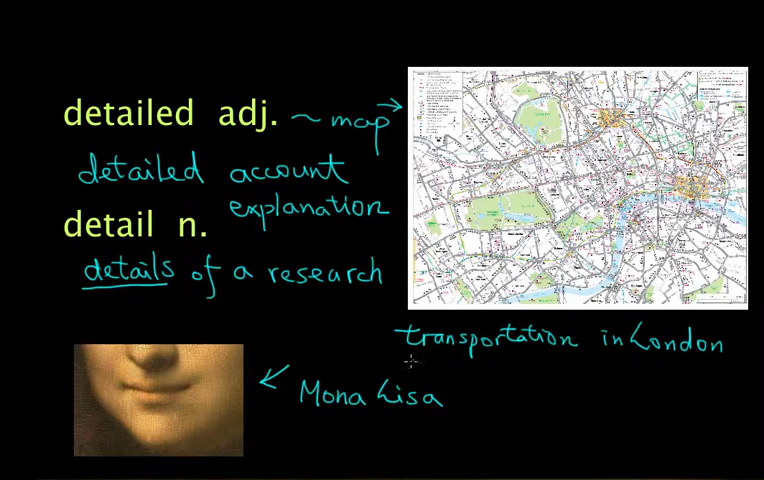 detailed adj. ~ map →
detailed account
explanation
detail n.
details of a research
transportation in London
← Mona Lisa